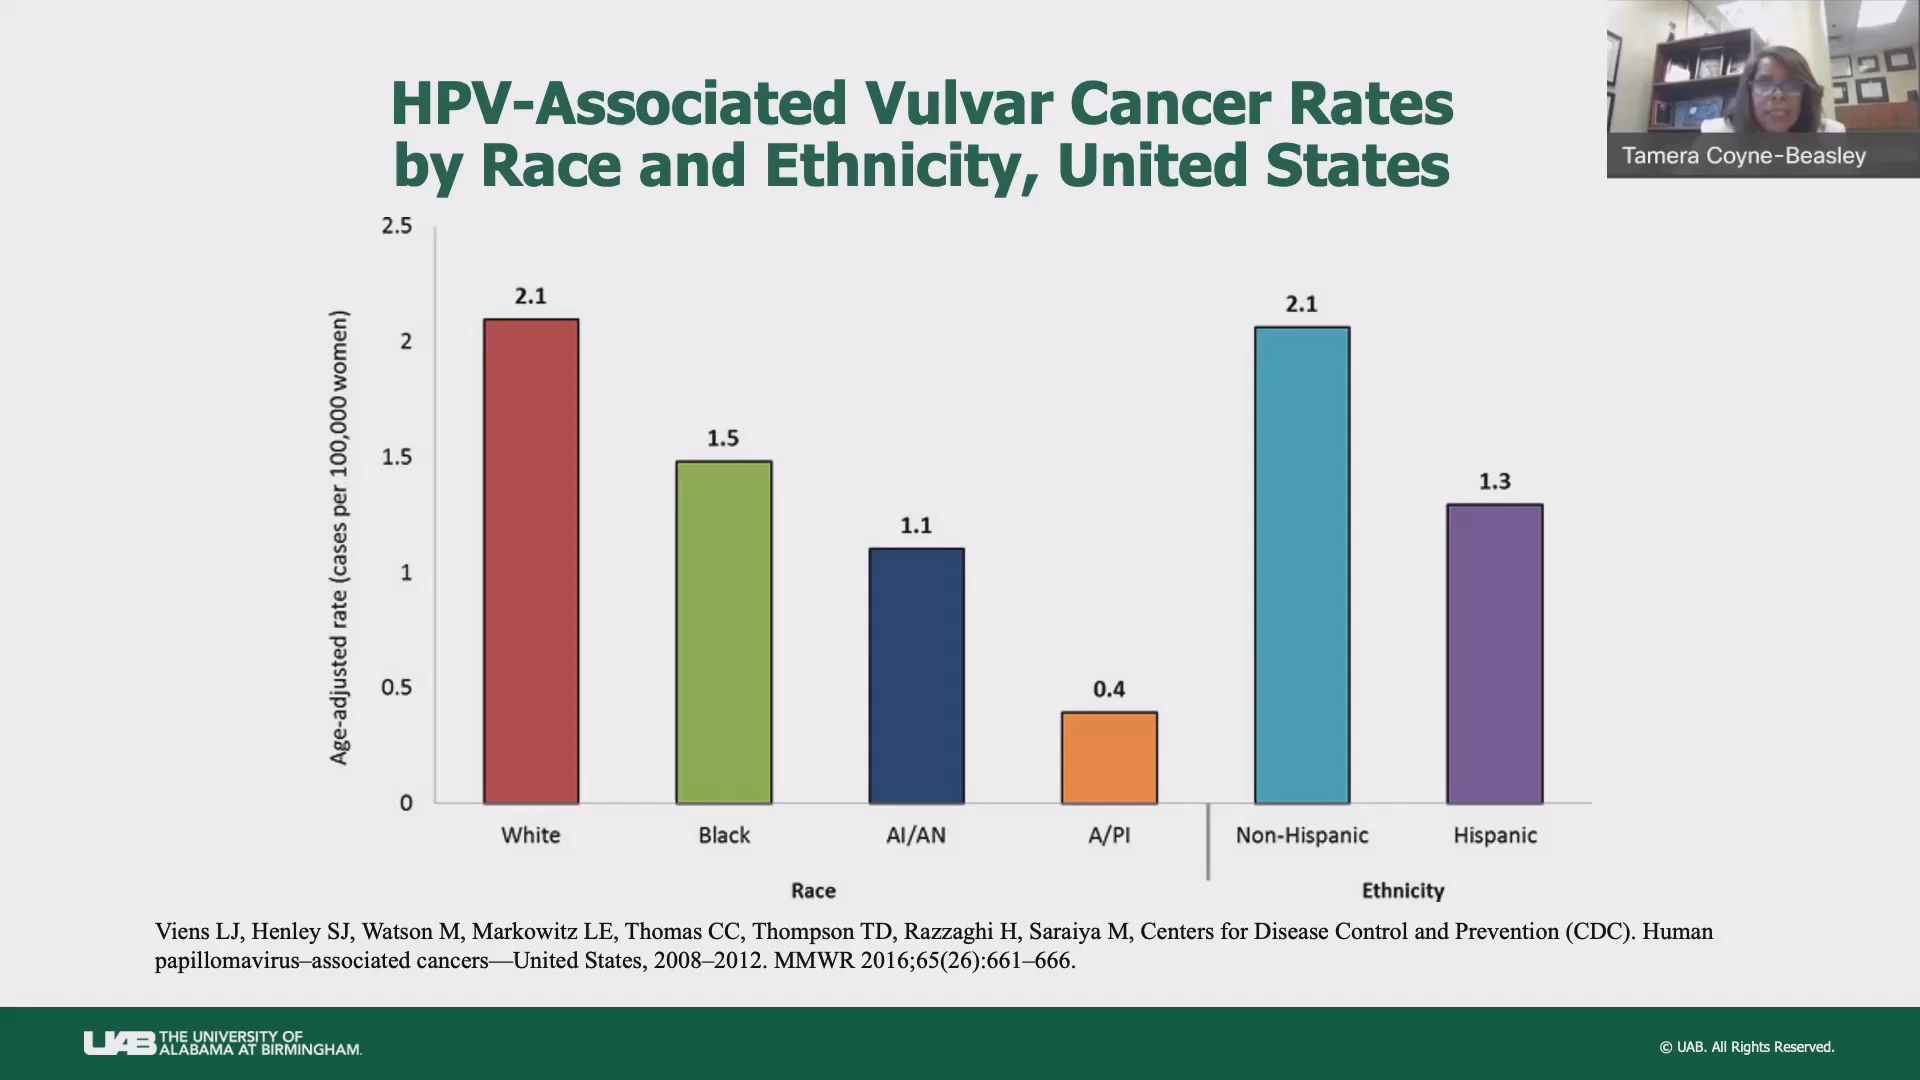 HPV-Associated Vulvar Cancer Rates
by Race and Ethnicity, United States
Tamera Coyne-Beasley
Age-adjusted rate (cases per 100,000 women)
2.5
2
1.5
1
0.5
0
2.1
1.5
1.1
0.4
2.1
1.3
White
Black
AI/AN
A/PI
Non-Hispanic
Hispanic
Race
Ethnicity
Viens LJ, Henley SJ, Watson M, Markowitz LE, Thomas CC, Thompson TD, Razzaghi H, Saraiya M, Centers for Disease Control and Prevention (CDC). Human
papillomavirus–associated cancers—United States, 2008–2012. MMWR 2016;65(26):661–666.
UAB THE UNIVERSITY OF
ALABAMA AT BIRMINGHAM.
© UAB. All Rights Reserved.